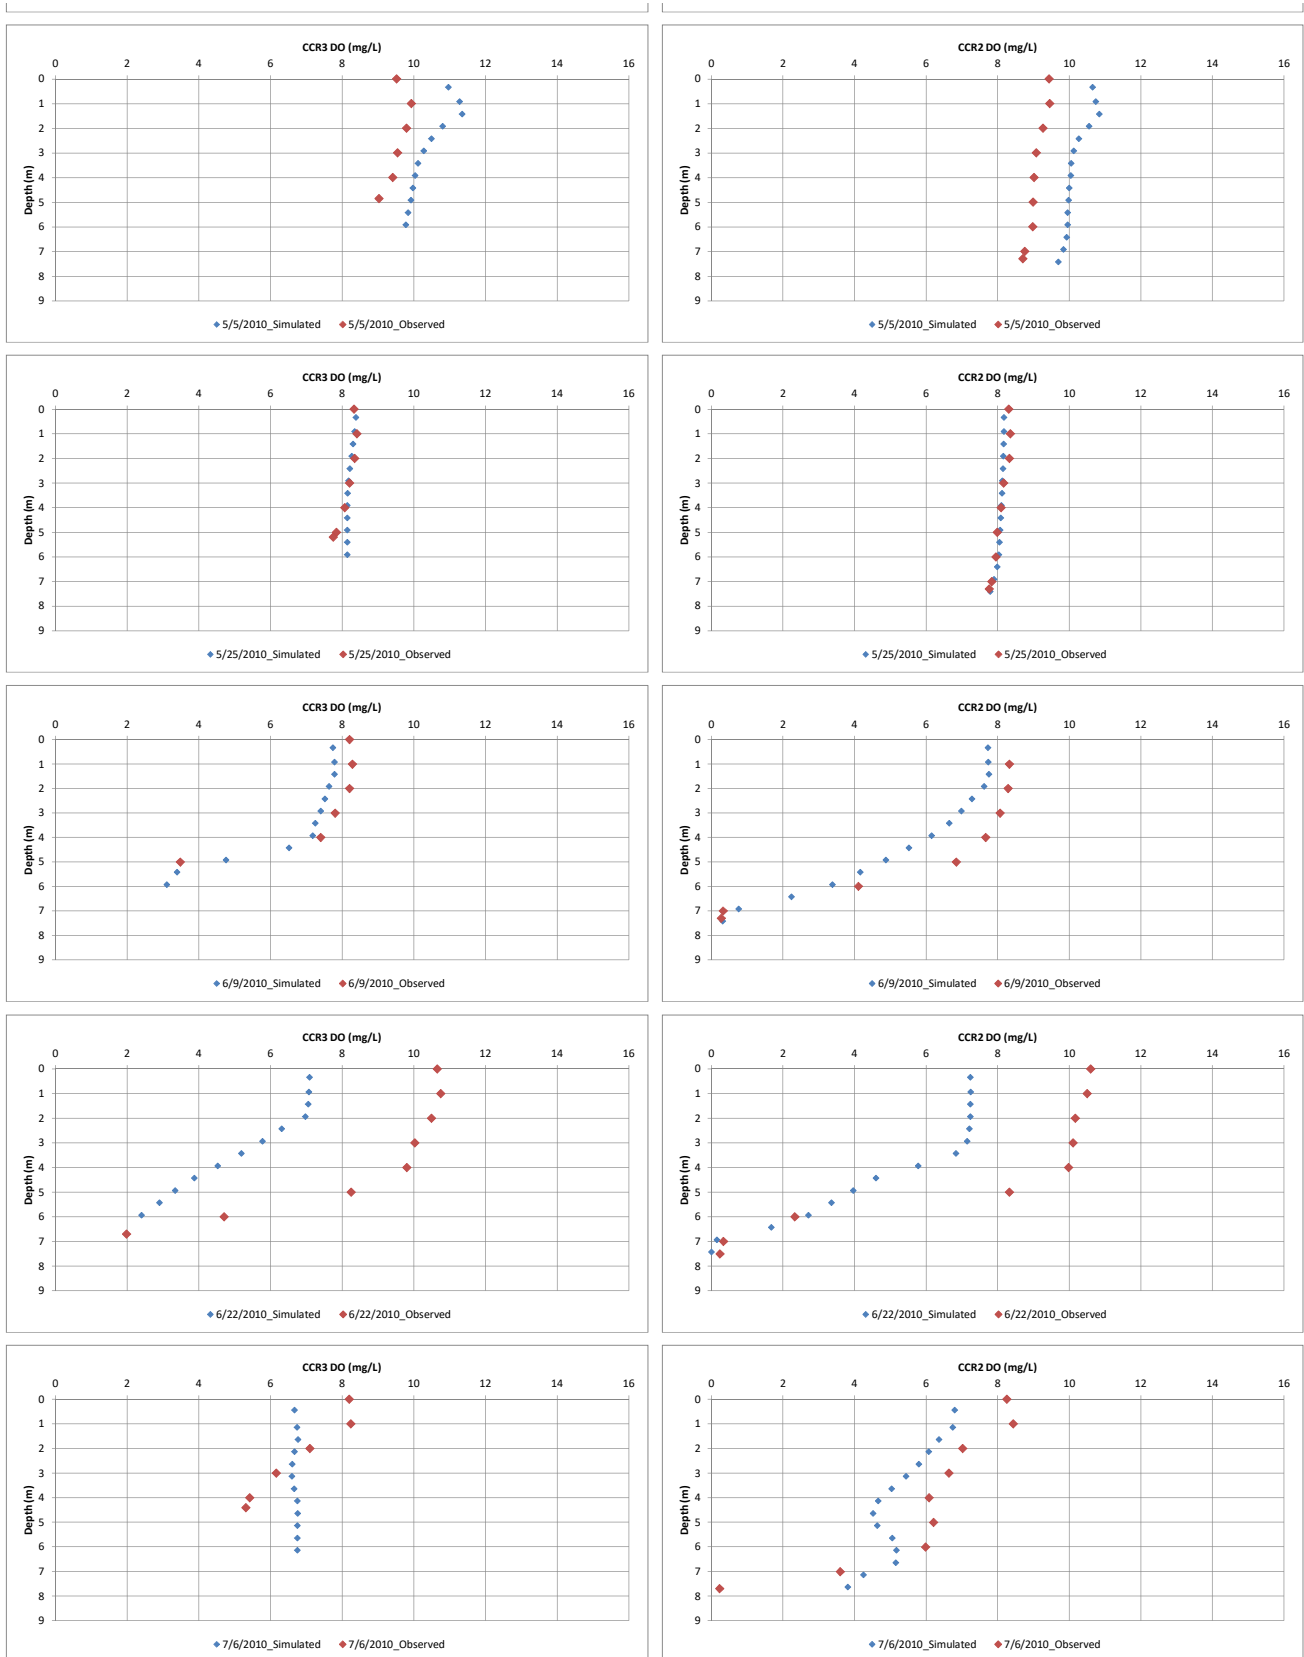 CCR3 DO (mg/L)
0 2 4 6 8 10 12 14 16
0
1
2
3
4
5
6
7
8
9
Depth (m)
5/5/2010_Simulated 5/5/2010_Observed
CCR2 DO (mg/L)
0 2 4 6 8 10 12 14 16
0
1
2
3
4
5
6
7
8
9
Depth (m)
5/5/2010_Simulated 5/5/2010_Observed
CCR3 DO (mg/L)
0 2 4 6 8 10 12 14 16
0
1
2
3
4
5
6
7
8
9
Depth (m)
5/25/2010_Simulated 5/25/2010_Observed
CCR2 DO (mg/L)
0 2 4 6 8 10 12 14 16
0
1
2
3
4
5
6
7
8
9
Depth (m)
5/25/2010_Simulated 5/25/2010_Observed
CCR3 DO (mg/L)
0 2 4 6 8 10 12 14 16
0
1
2
3
4
5
6
7
8
9
Depth (m)
6/9/2010_Simulated 6/9/2010_Observed
CCR2 DO (mg/L)
0 2 4 6 8 10 12 14 16
0
1
2
3
4
5
6
7
8
9
Depth (m)
6/9/2010_Simulated 6/9/2010_Observed
CCR3 DO (mg/L)
0 2 4 6 8 10 12 14 16
0
1
2
3
4
5
6
7
8
9
Depth (m)
6/22/2010_Simulated 6/22/2010_Observed
CCR2 DO (mg/L)
0 2 4 6 8 10 12 14 16
0
1
2
3
4
5
6
7
8
9
Depth (m)
6/22/2010_Simulated 6/22/2010_Observed
CCR3 DO (mg/L)
0 2 4 6 8 10 12 14 16
0
1
2
3
4
5
6
7
8
9
Depth (m)
7/6/2010_Simulated 7/6/2010_Observed
CCR2 DO (mg/L)
0 2 4 6 8 10 12 14 16
0
1
2
3
4
5
6
7
8
9
Depth (m)
7/6/2010_Simulated 7/6/2010_Observed